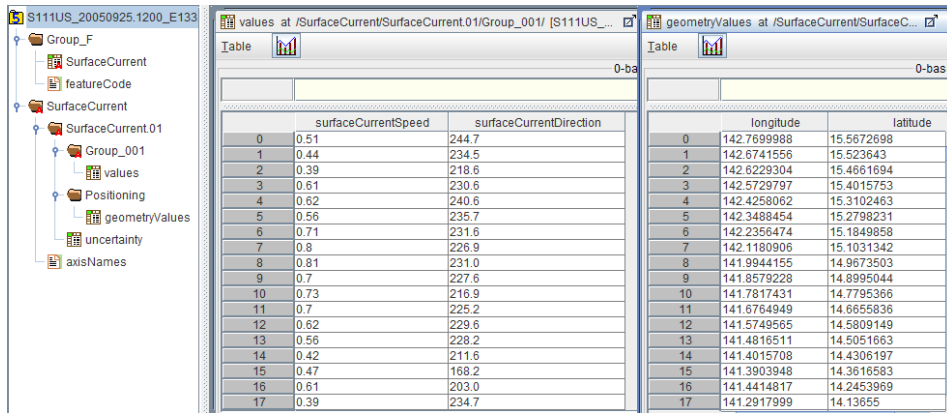 S111US_20050925.1200_E133
Group_F
SurfaceCurrent
featureCode
SurfaceCurrent
SurfaceCurrent.01
Group_001
values
Positioning
geometryValues
uncertainty
axisNames
values at /SurfaceCurrent/SurfaceCurrent.01/Group_001/ [S111US_...
Table
0-ba
surfaceCurrentSpeed surfaceCurrentDirection
0 0.51 244.7
1 0.44 234.5
2 0.39 218.6
3 0.61 230.6
4 0.62 240.6
5 0.56 235.7
6 0.71 231.6
7 0.8 226.9
8 0.81 231.0
9 0.7 227.6
10 0.73 216.9
11 0.7 225.2
12 0.62 229.6
13 0.56 228.2
14 0.42 211.6
15 0.47 168.2
16 0.61 203.0
17 0.39 234.7
geometryValues at /SurfaceCurrent/SurfaceC...
Table
0-bas
longitude latitude
0 142.7699988 15.5672698
1 142.6741556 15.523643
2 142.6229304 15.4661694
3 142.5729797 15.4015753
4 142.4258062 15.3102463
5 142.3488454 15.2798231
6 142.2356474 15.1849858
7 142.1180906 15.1031342
8 141.9944155 14.9673503
9 141.8579228 14.8995044
10 141.7817431 14.7795366
11 141.6764949 14.6655836
12 141.5749565 14.5809149
13 141.4816511 14.5051663
14 141.4015708 14.4306197
15 141.3903948 14.3616583
16 141.4414817 14.2453969
17 141.2917999 14.13655